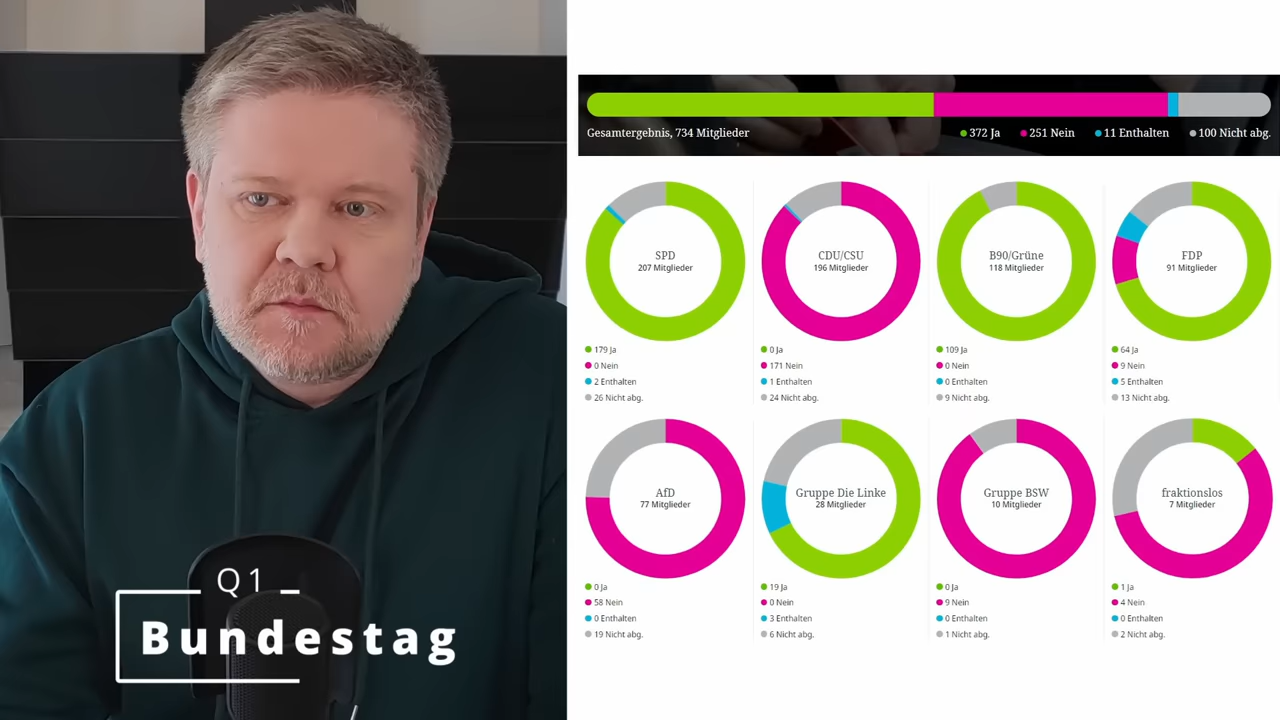 Gesamtergebnis, 734 Mitglieder
372 Ja
251 Nein
11 Enthalten
100 Nicht abg.
SPD
207 Mitglieder
179 Ja
0 Nein
2 Enthalten
26 Nicht abg.
CDU/CSU
196 Mitglieder
0 Ja
171 Nein
1 Enthalten
24 Nicht abg.
B90/Grüne
118 Mitglieder
109 Ja
0 Nein
0 Enthalten
9 Nicht abg.
FDP
91 Mitglieder
64 Ja
9 Nein
5 Enthalten
13 Nicht abg.
AfD
77 Mitglieder
0 Ja
58 Nein
0 Enthalten
19 Nicht abg.
Gruppe Die Linke
28 Mitglieder
19 Ja
0 Nein
3 Enthalten
6 Nicht abg.
Gruppe BSW
10 Mitglieder
0 Ja
9 Nein
0 Enthalten
1 Nicht abg.
fraktionslos
7 Mitglieder
1 Ja
4 Nein
0 Enthalten
2 Nicht abg.
Q1
Bundestag